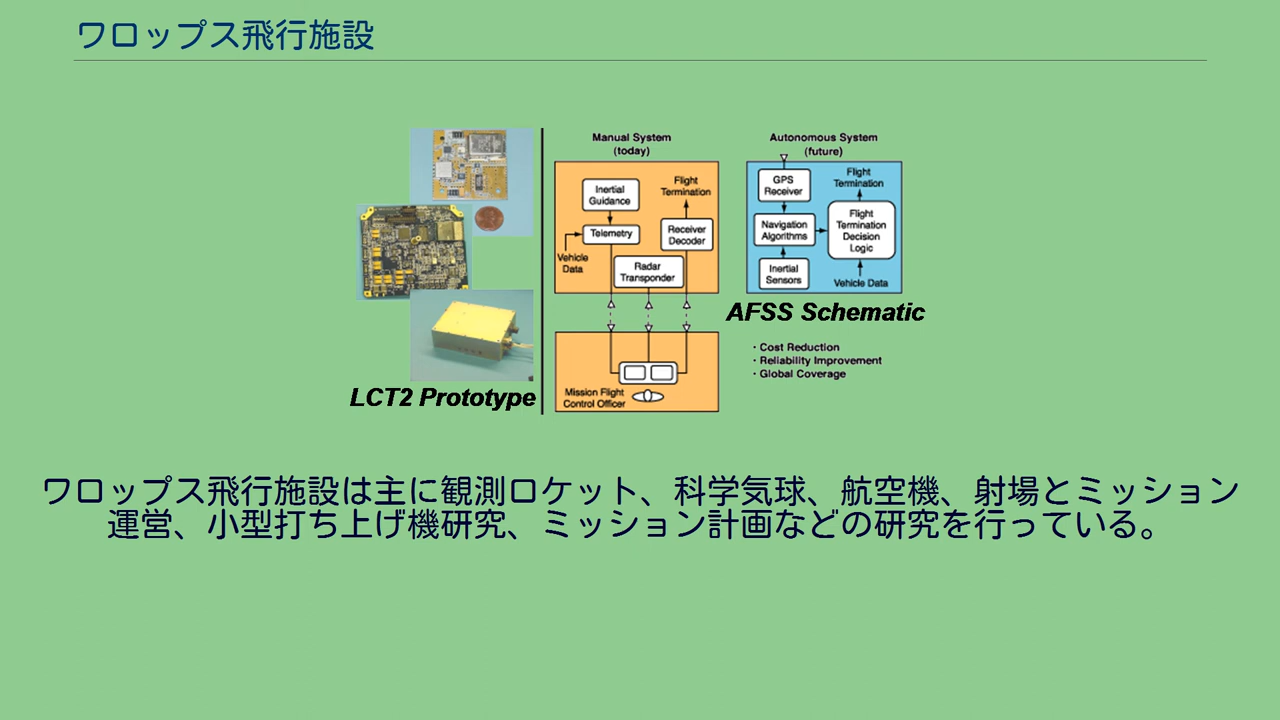 ワロップス飛行施設
Manual System
(today)
Inertial
Guidance
Flight
Termination
Telemetry
Receiver
Decoder
Vehicle
Data
Radar
Transponder
Mission Flight
Control Officer
LCT2 Prototype
Autonomous System
(future)
GPS
Receiver
Flight
Termination
Navigation
Algorithms
Flight
Termination
Decision
Logic
Inertial
Sensors
Vehicle Data
AFSS Schematic
・Cost Reduction
・Reliability Improvement
・Global Coverage
ワロップス飛行施設は主に観測ロケット、科学気球、航空機、射場とミッション
運営、小型打ち上げ機研究、ミッション計画などの研究を行っている。